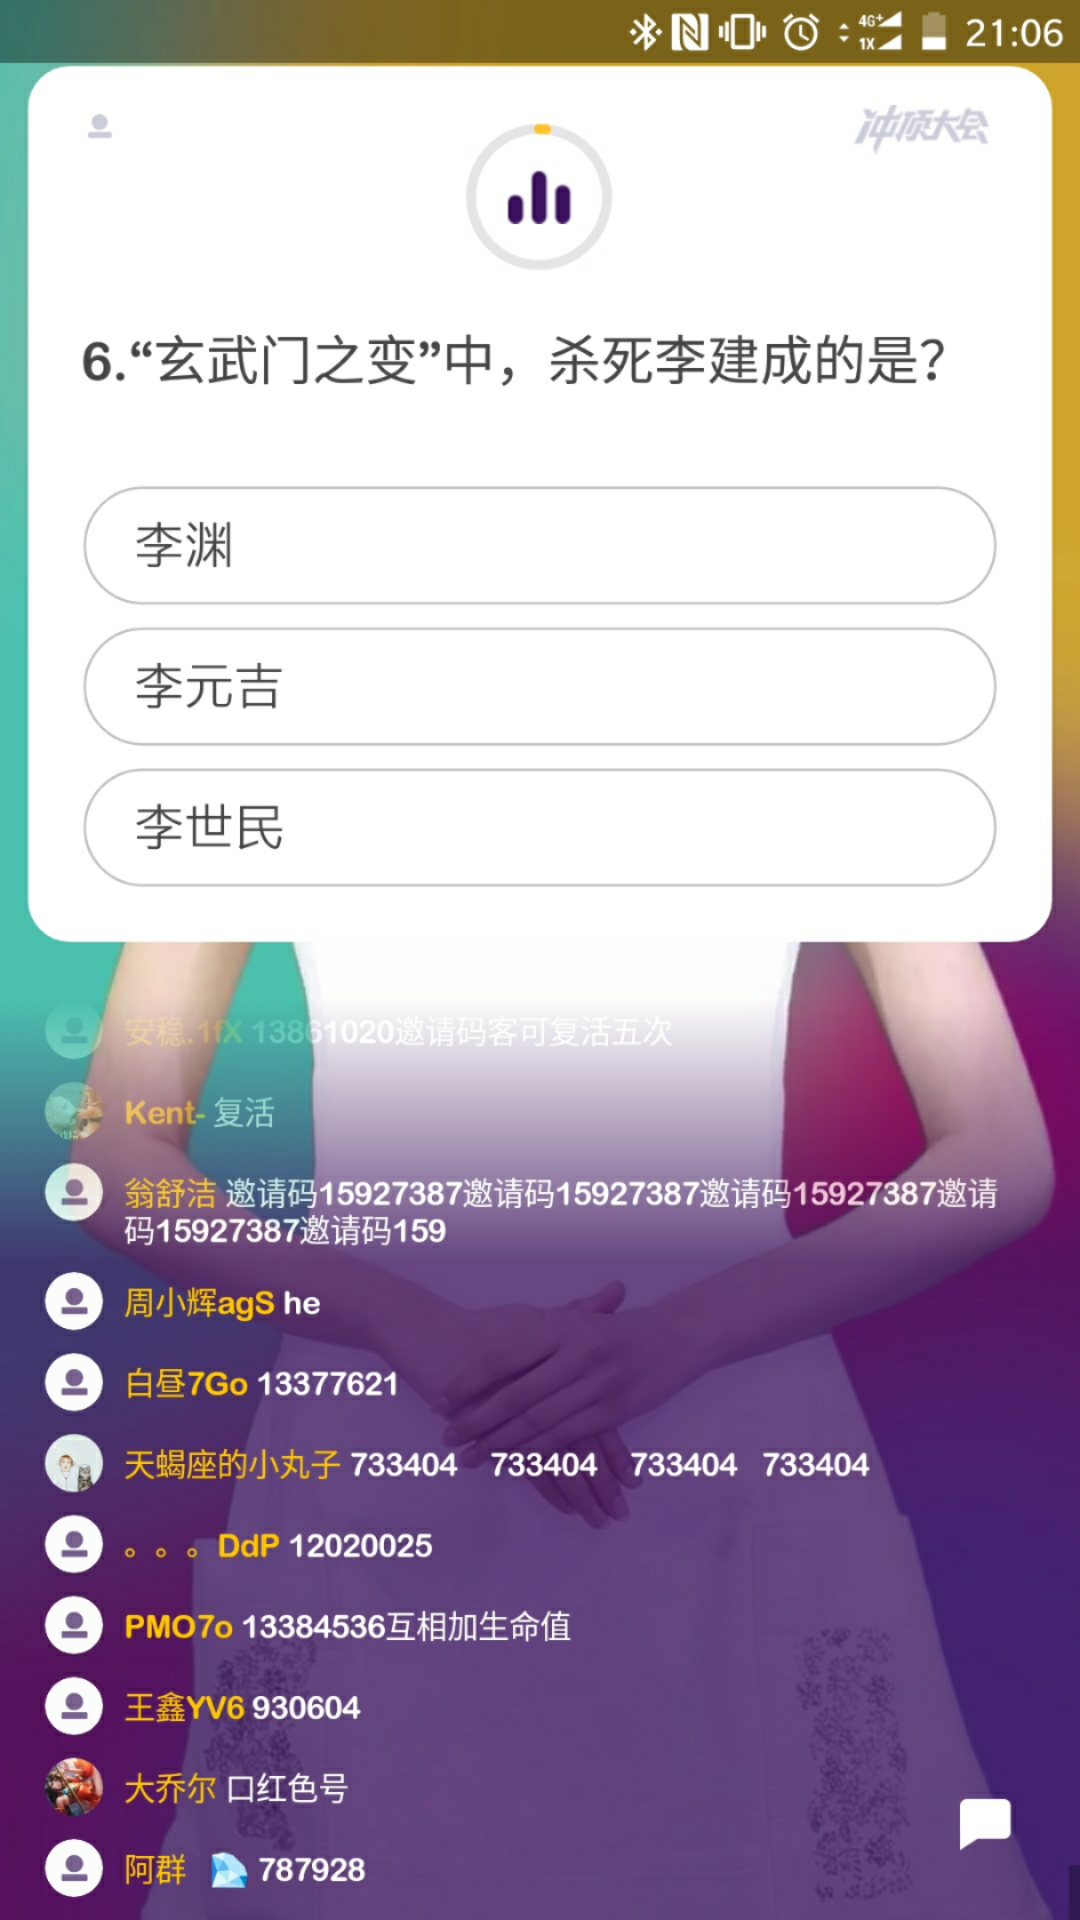 4G+ 1X 21:06
冲顶大会
6.“玄武门之变”中，杀死李建成的是？
李渊
李元吉
李世民
安稳.1fX 13861020邀请码客可复活五次
Kent- 复活
翁舒洁 邀请码15927387邀请码15927387邀请码15927387邀请
码15927387邀请码159
周小辉agS he
白昼7Go 13377621
天蝎座的小丸子 733404 733404 733404 733404
。。。DdP 12020025
PMO7o 13384536互相加生命值
王鑫YV6 930604
大乔尔 口红色号
阿群 787928